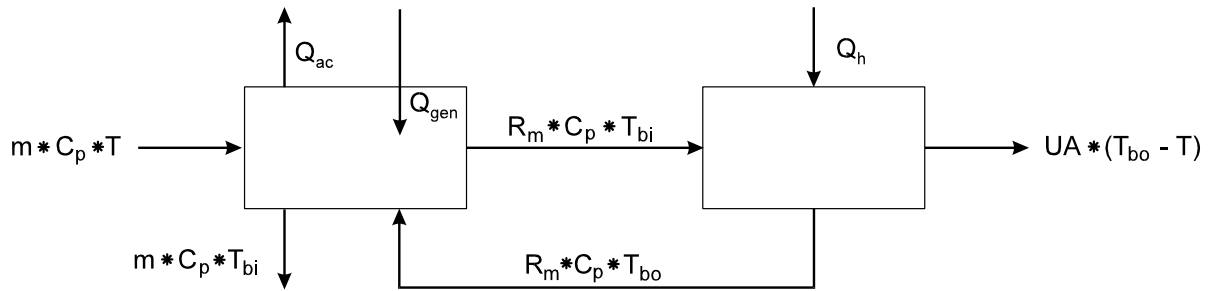 Q_ac
Q_h
Q_gen
m*C_p*T
R_m*C_p*T_bi
UA*(T_bo - T)
m*C_p*T_bi
R_m*C_p*T_bo